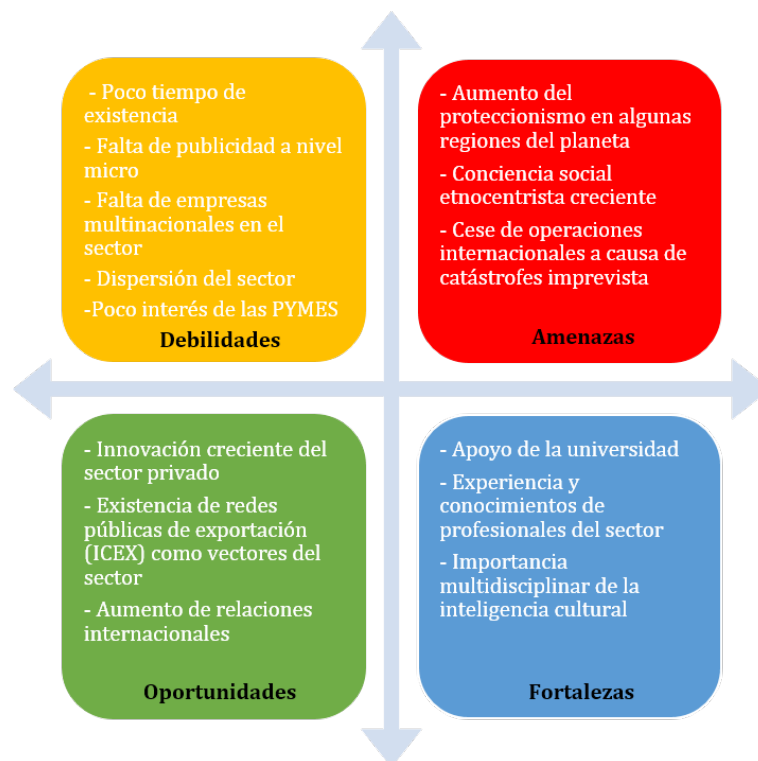 - Poco tiempo de
existencia
- Falta de publicidad a nivel
micro
- Falta de empresas
multinacionales en el
sector
- Dispersión del sector
-Poco interés de las PYMES
Debilidades
- Aumento del
proteccionismo en algunas
regiones del planeta
- Conciencia social
etnocentrista creciente
- Cese de operaciones
internacionales a causa de
catástrofes imprevista
Amenazas
- Innovación creciente del
sector privado
- Existencia de redes
públicas de exportación
(ICEX) como vectores del
sector
- Aumento de relaciones
internacionales
Oportunidades
- Apoyo de la universidad
- Experiencia y
conocimientos de
profesionales del sector
- Importancia
multidisciplinar de la
inteligencia cultural
Fortalezas